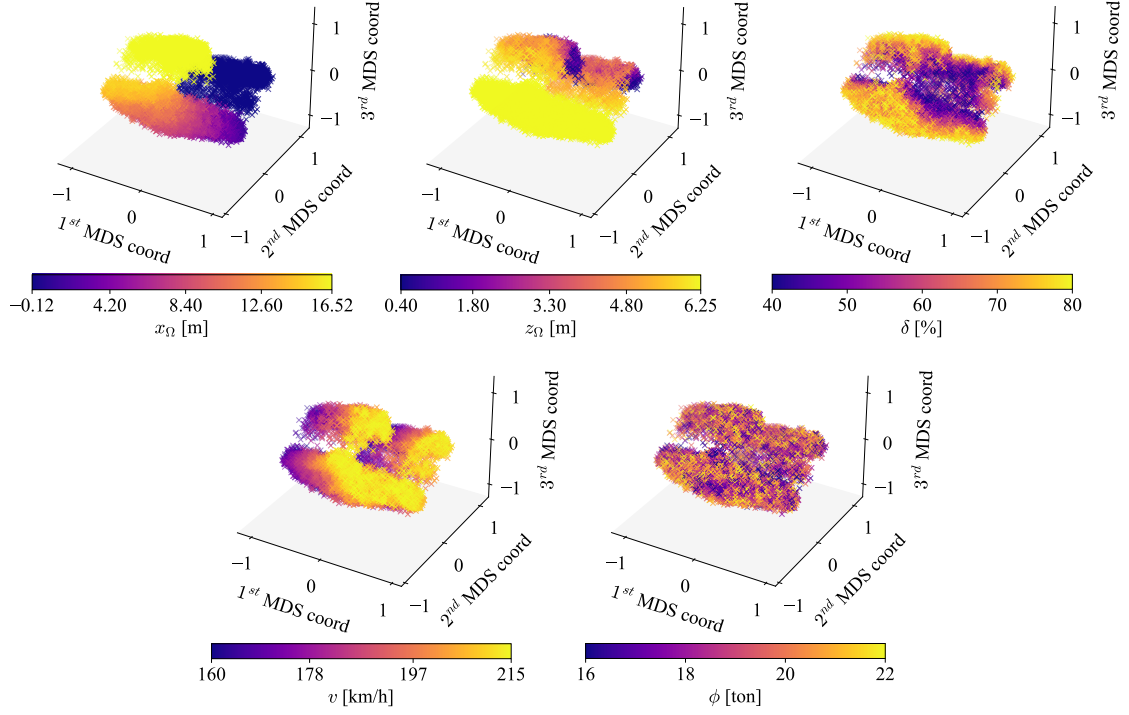 1
0
−1
3rd MDS coord
−1
0
1
1st MDS coord
−1
0
1
2nd MDS coord
−0.12 4.20 8.40 12.60 16.52
xΩ [m]
1
0
−1
3rd MDS coord
−1
0
1
1st MDS coord
−1
0
1
2nd MDS coord
0.40 1.80 3.30 4.80 6.25
zΩ [m]
1
0
−1
3rd MDS coord
−1
0
1
1st MDS coord
−1
0
1
2nd MDS coord
40 50 60 70 80
δ [%]
1
0
−1
3rd MDS coord
−1
0
1
1st MDS coord
−1
0
1
2nd MDS coord
160 178 197 215
v [km/h]
1
0
−1
3rd MDS coord
−1
0
1
1st MDS coord
−1
0
1
2nd MDS coord
16 18 20 22
ϕ [ton]